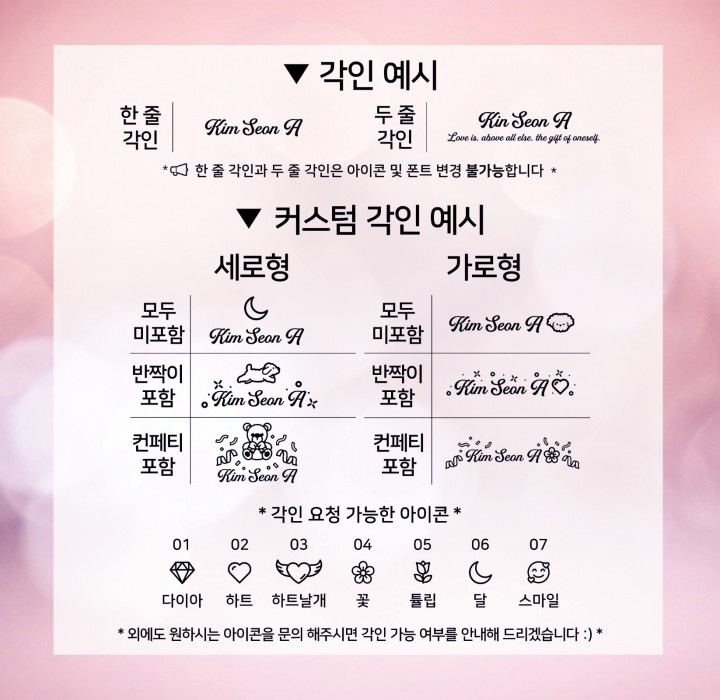 ▼ 각인 예시
한 줄 각인
Kim Seon A
두 줄 각인
Kin Seon A
Love is, above all else, the gift of oneself.
* 한 줄 각인과 두 줄 각인은 아이콘 및 폰트 변경 불가능합니다 *
▼ 커스텀 각인 예시
세로형
가로형
모두 미포함
Kim Seon A
모두 미포함
Kim Seon A
반짝이 포함
Kim Seon A
반짝이 포함
Kim Seon A
컨페티 포함
Kim Seon A
컨페티 포함
Kim Seon A
* 각인 요청 가능한 아이콘 *
01 02 03 04 05 06 07
다이아 하트 하트날개 꽃 튤립 달 스마일
* 외에도 원하시는 아이콘을 문의 해주시면 각인 가능 여부를 안내해 드리겠습니다 :) *